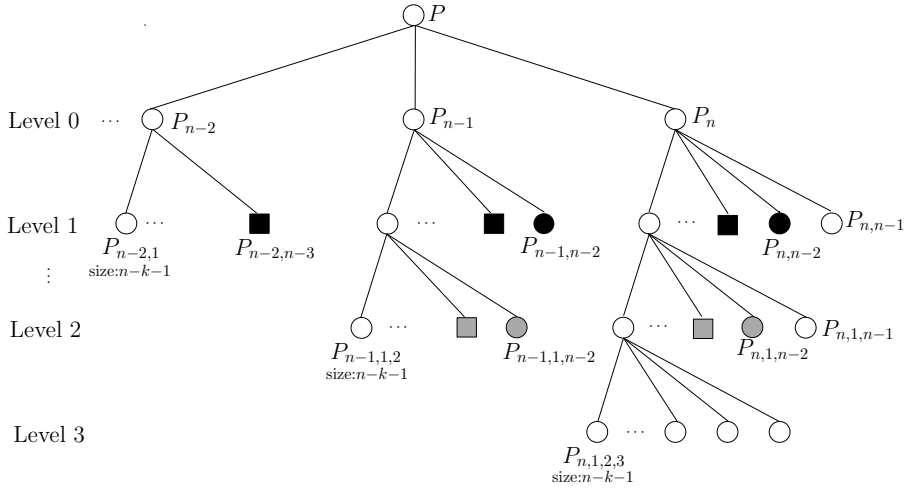 P
Level 0 ... P_{n-2} P_{n-1} P_n
Level 1 ... ... ... P_{n,n-1}
P_{n-2,1} P_{n-2,n-3} P_{n-1,n-2} P_{n,n-2}
size:n-k-1
⋮
Level 2 ... ... P_{n,1,n-1}
P_{n-1,1,2} P_{n-1,1,n-2} P_{n,1,n-2}
size:n-k-1
Level 3 ...
P_{n,1,2,3}
size:n-k-1